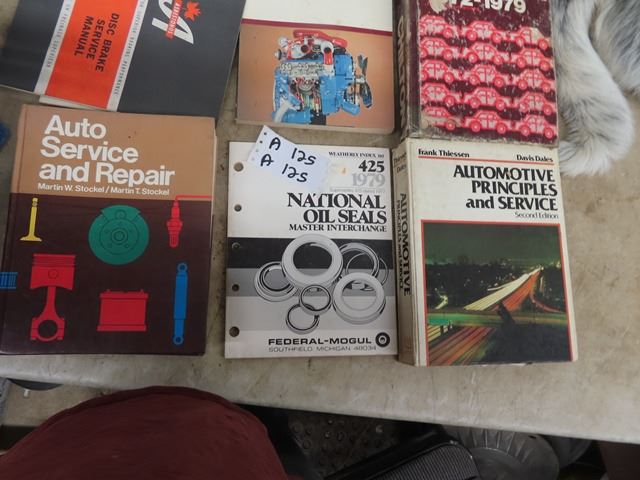 DISC BRAKE
SERVICE
MANUAL
72-1979
Auto
Service
and Repair
Martin W. Stockel / Martin T. Stockel
A 125
A 125
WEATHERLY INDEX
425
1979
NATIONAL
OIL SEALS
MASTER INTERCHANGE
FEDERAL-MOGUL
SOUTHFIELD, MICHIGAN 48034
Frank Thiessen
Davis Dales
AUTOMOTIVE
PRINCIPLES
and SERVICE
Second Edition
AUTOMOTIVE